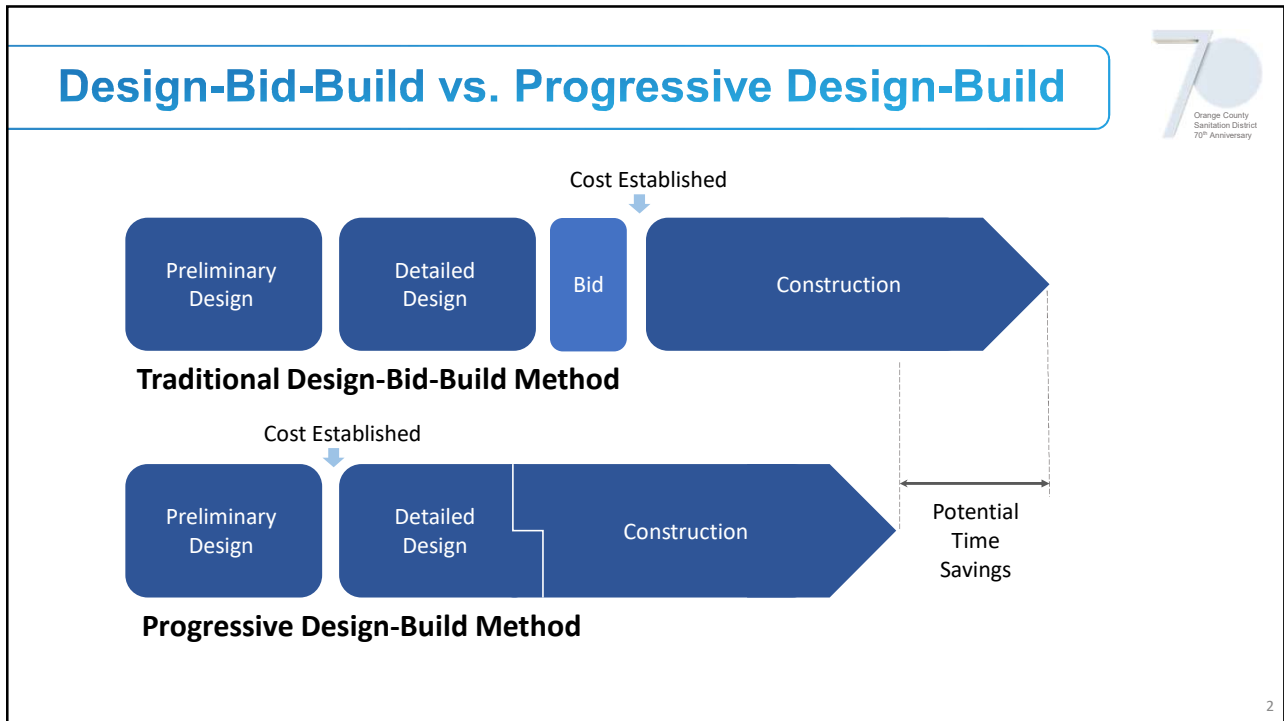 Design-Bid-Build vs. Progressive Design-Build
70
Orange County
Sanitation District
70th Anniversary
Cost Established
Preliminary
Design
Detailed
Design
Bid
Construction
Traditional Design-Bid-Build Method
Cost Established
Preliminary
Design
Detailed
Design
Construction
Potential
Time
Savings
Progressive Design-Build Method
2